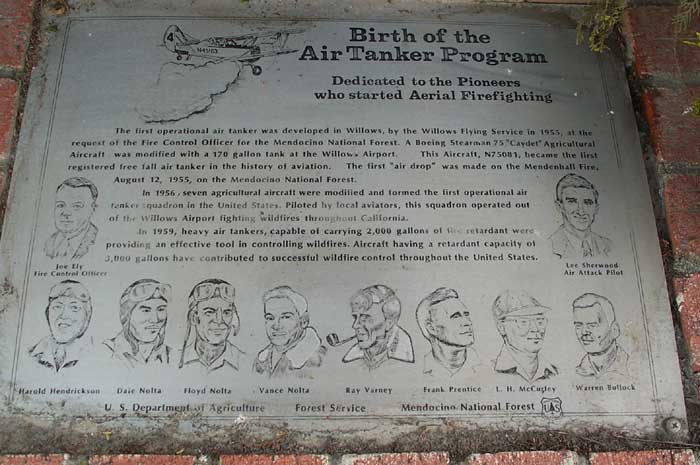 4
N41983
Birth of the
Air Tanker Program
Dedicated to the Pioneers
who started Aerial Firefighting
The first operational air tanker was developed in Willows, by the Willows Flying Service in 1955, at the
request of the Fire Control Officer for the Mendocino National Forest. A Boeing Stearman 75 "Caydet" Agricultural
Aircraft was modified with a 170 gallon tank at the Willows Airport. This Aircraft, N75081, became the first
registered free fall air tanker in the history of aviation. The first "air drop" was made on the Mendenhall Fire,
August 12, 1955, on the Mendocino National Forest.
In 1956, seven agricultural aircraft were modified and formed the first operational air
tanker squadron in the United States. Piloted by local aviators, this squadron operated out
of the Willows Airport fighting wildfires throughout California.
In 1959, heavy air tankers, capable of carrying 2,000 gallons of fire retardant were
providing an effective tool in controlling wildfires. Aircraft having a retardant capacity of
3,000 gallons have contributed to successful wildfire control throughout the United States.
Joe Ely
Fire Control Officer
Lee Sherwood
Air Attack Pilot
Harold Hendrickson Dale Nolta Floyd Nolta Vance Nolta Ray Varney Frank Prentice L. H. McCurley Warren Bullock
U. S. Department of Agriculture Forest Service Mendocino National Forest UAS